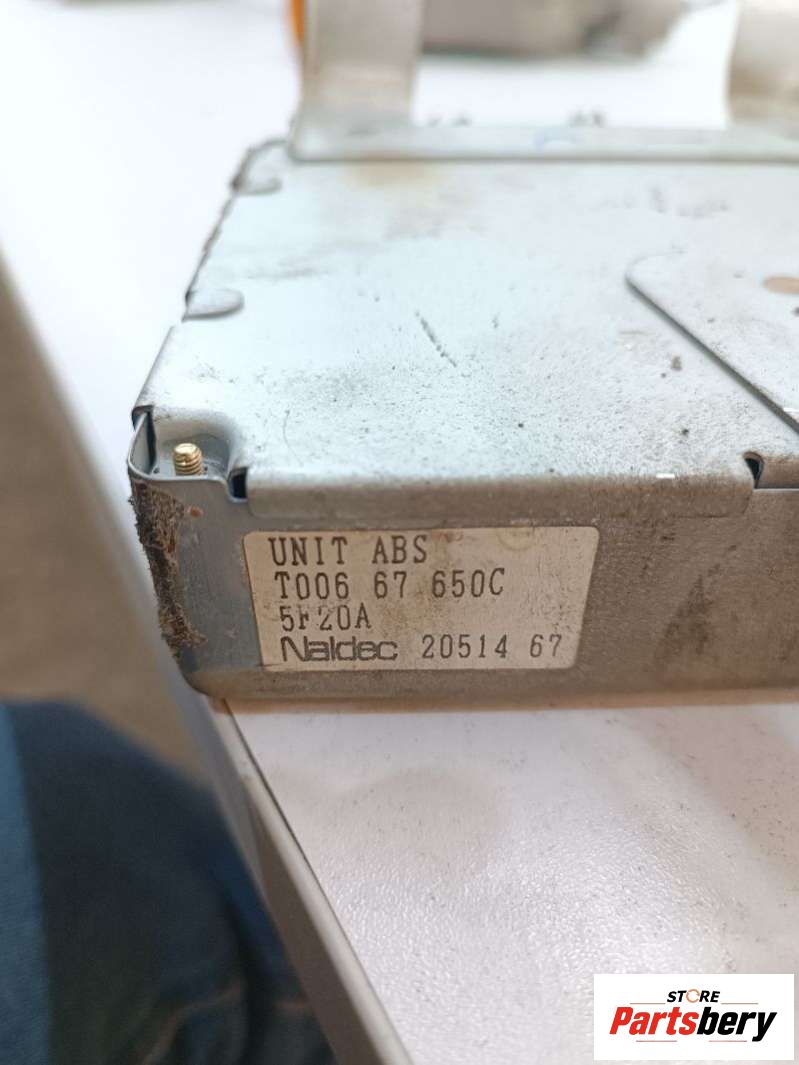 UNIT ABS
T006 67 650C
5F20A
Naldec 20514 67
STORE
Partsbery